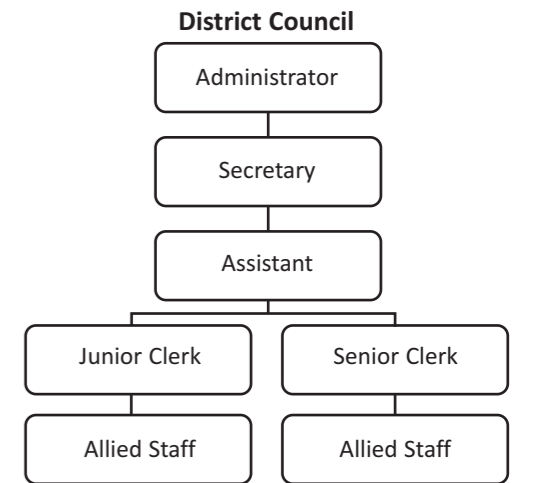 District Council
Administrator
Secretary
Assistant
Junior Clerk
Senior Clerk
Allied Staff
Allied Staff